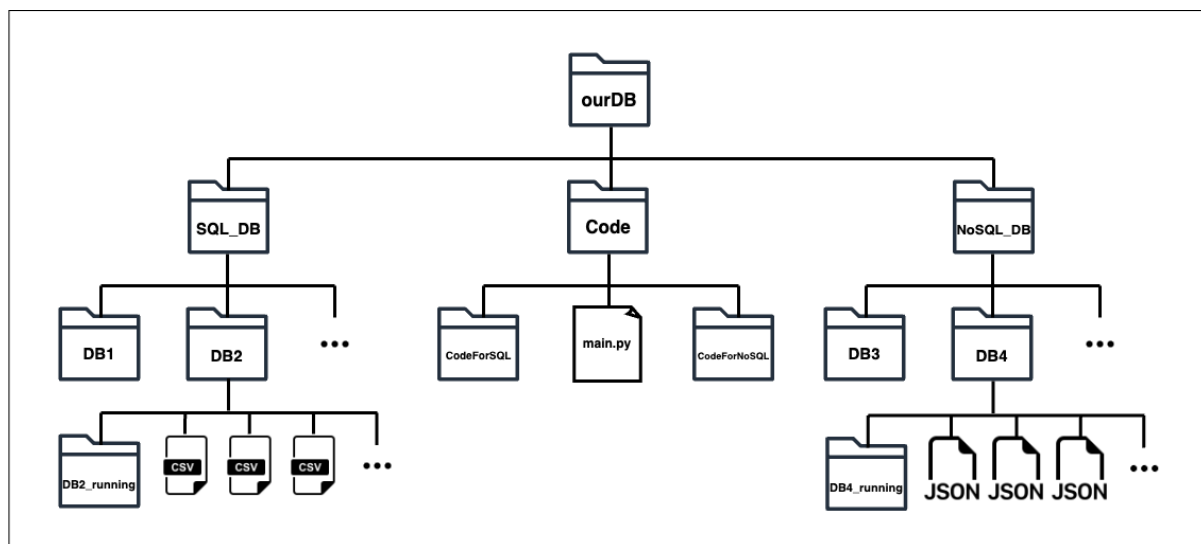 ourDB
SQL_DB
Code
NoSQL_DB
DB1
DB2
...
CodeForSQL
main.py
CodeForNoSQL
DB3
DB4
...
DB2_running
CSV
CSV
CSV
...
DB4_running
JSON
JSON
JSON
...